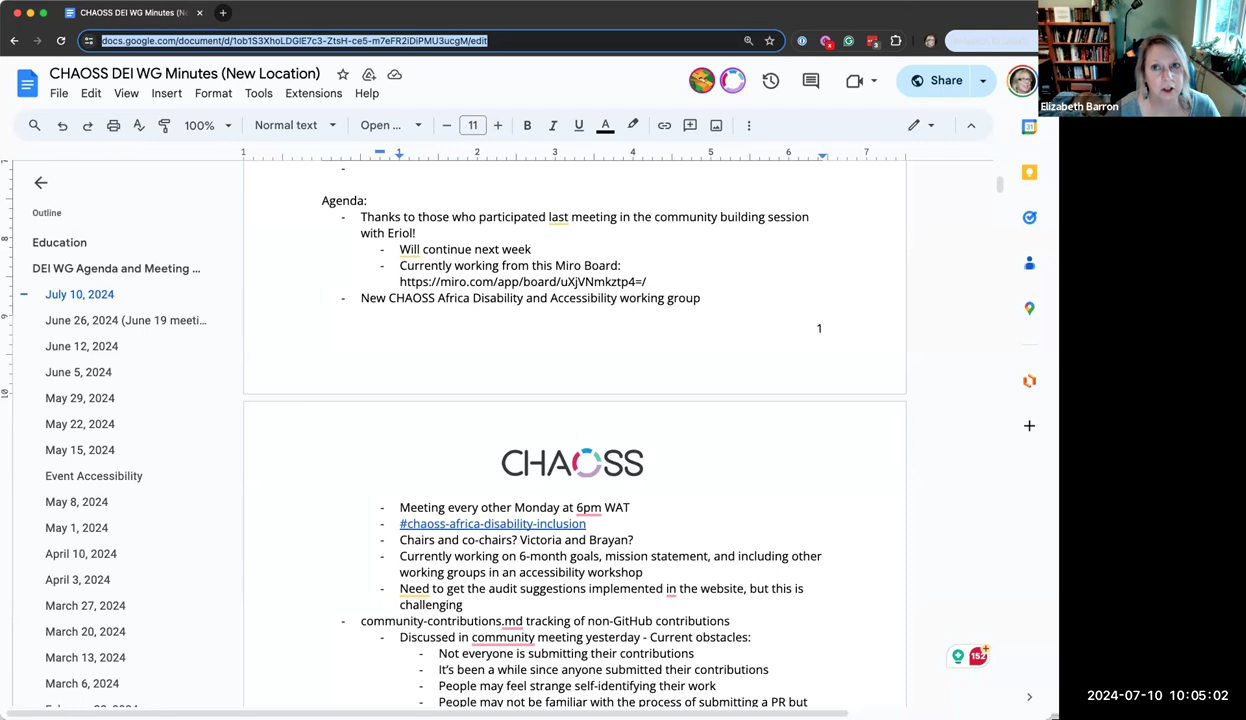 CHAOSS DEI WG Minutes (N
docs.google.com/document/d/1ob1S3XhoLDGlE7c3-ZtsH-ce5-m7eFR2iDiPMU3ucgM/edit
Elizabeth Barron
CHAOSS DEI WG Minutes (New Location)
File Edit View Insert Format Tools Extensions Help
Share
100% Normal text Open ... 11 B I U A
1 1 2 3 4 5 6 7
Outline
Education
DEI WG Agenda and Meeting ...
July 10, 2024
June 26, 2024 (June 19 meeti...
June 12, 2024
June 5, 2024
May 29, 2024
May 22, 2024
May 15, 2024
Event Accessibility
May 8, 2024
May 1, 2024
April 10, 2024
April 3, 2024
March 27, 2024
March 20, 2024
March 13, 2024
March 6, 2024
-
Agenda:
- Thanks to those who participated last meeting in the community building session
with Eriol!
- Will continue next week
- Currently working from this Miro Board:
https://miro.com/app/board/uXjVNmkztp4=/
- New CHAOSS Africa Disability and Accessibility working group
1
CHAOSS
- Meeting every other Monday at 6pm WAT
- #chaoss-africa-disability-inclusion
- Chairs and co-chairs? Victoria and Brayan?
- Currently working on 6-month goals, mission statement, and including other
working groups in an accessibility workshop
- Need to get the audit suggestions implemented in the website, but this is
challenging
- community-contributions.md tracking of non-GitHub contributions
- Discussed in community meeting yesterday - Current obstacles:
- Not everyone is submitting their contributions
- It's been a while since anyone submitted their contributions
- People may feel strange self-identifying their work
- People may not be familiar with the process of submitting a PR but
152
2024-07-10 10:05:02